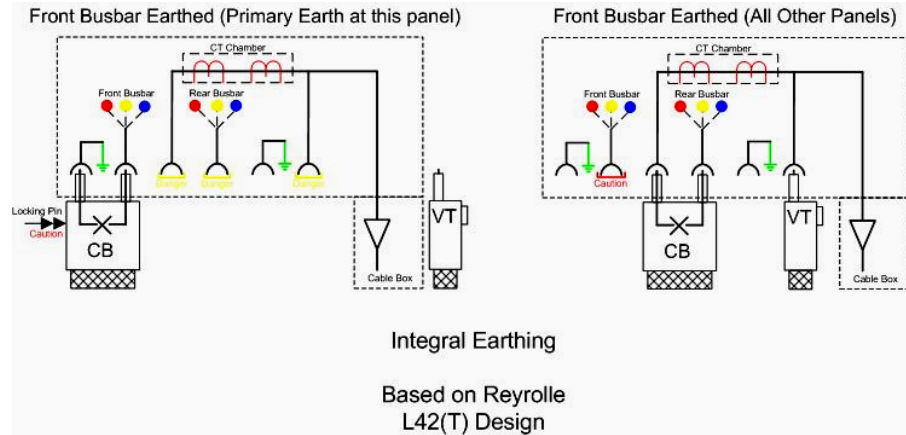 Front Busbar Earthed (Primary Earth at this panel)
Front Busbar Earthed (All Other Panels)
CT Chamber
CT Chamber
Front Busbar
Rear Busbar
Front Busbar
Rear Busbar
Danger
Danger
Danger
Caution
Locking Pin
Caution
CB
VT
CB
VT
Cable Box
Cable Box
Integral Earthing
Based on Reyrolle
L42(T) Design